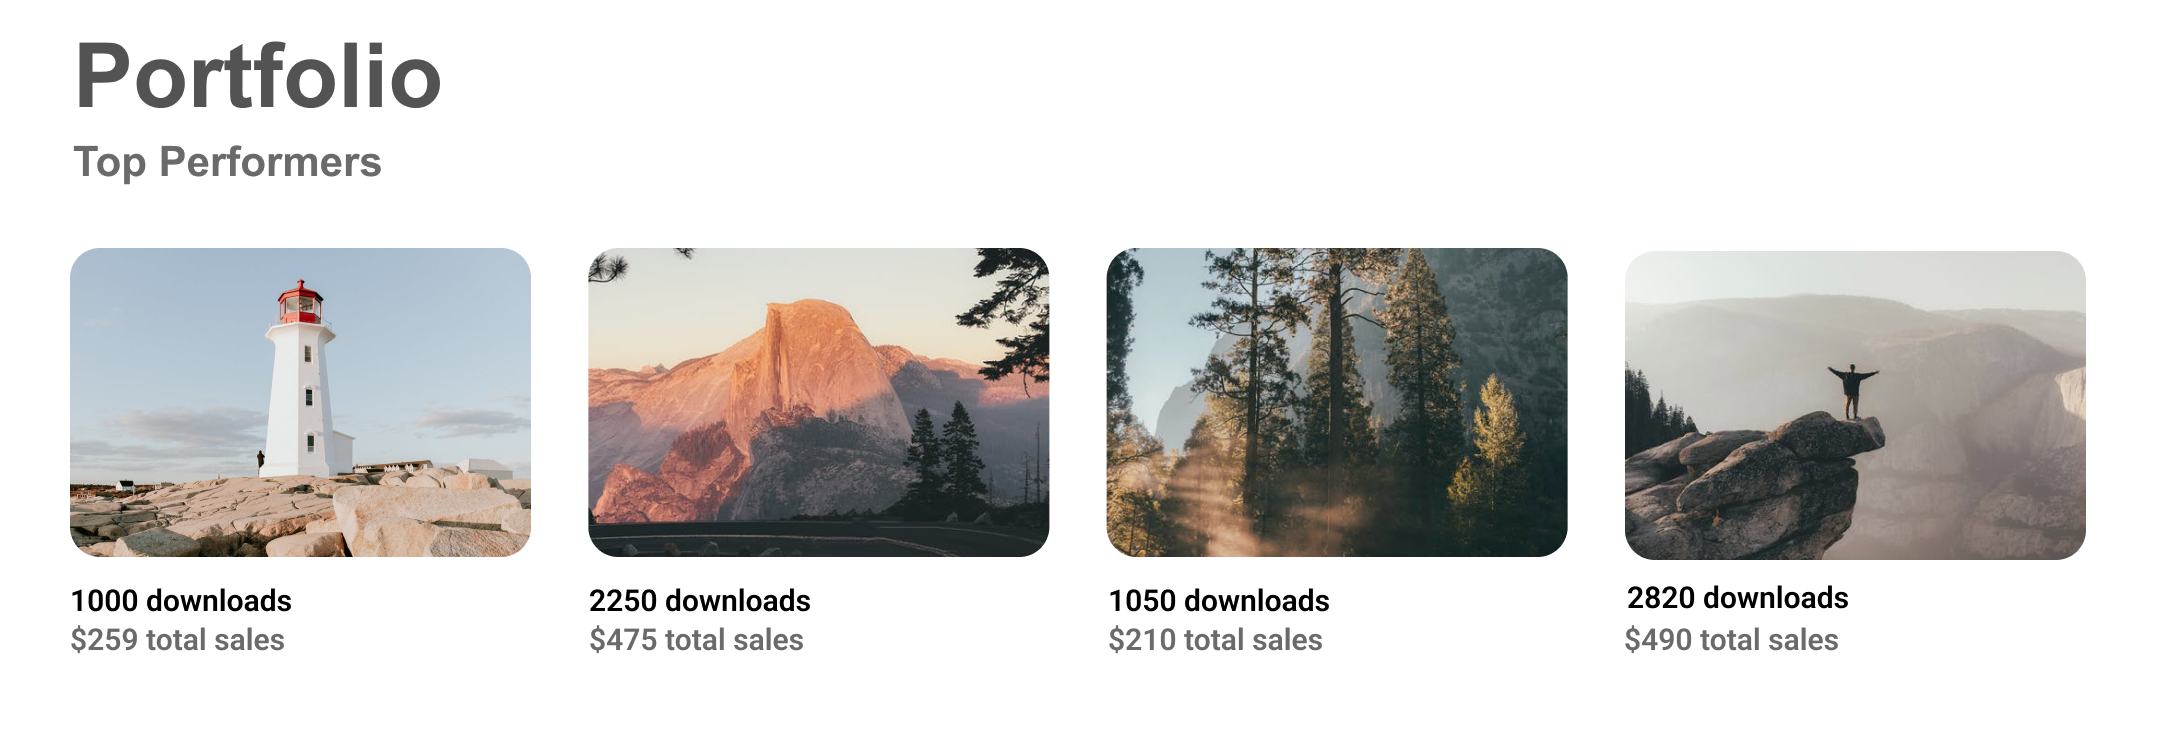 Portfolio
Top Performers
1000 downloads
$259 total sales
2250 downloads
$475 total sales
1050 downloads
$210 total sales
2820 downloads
$490 total sales